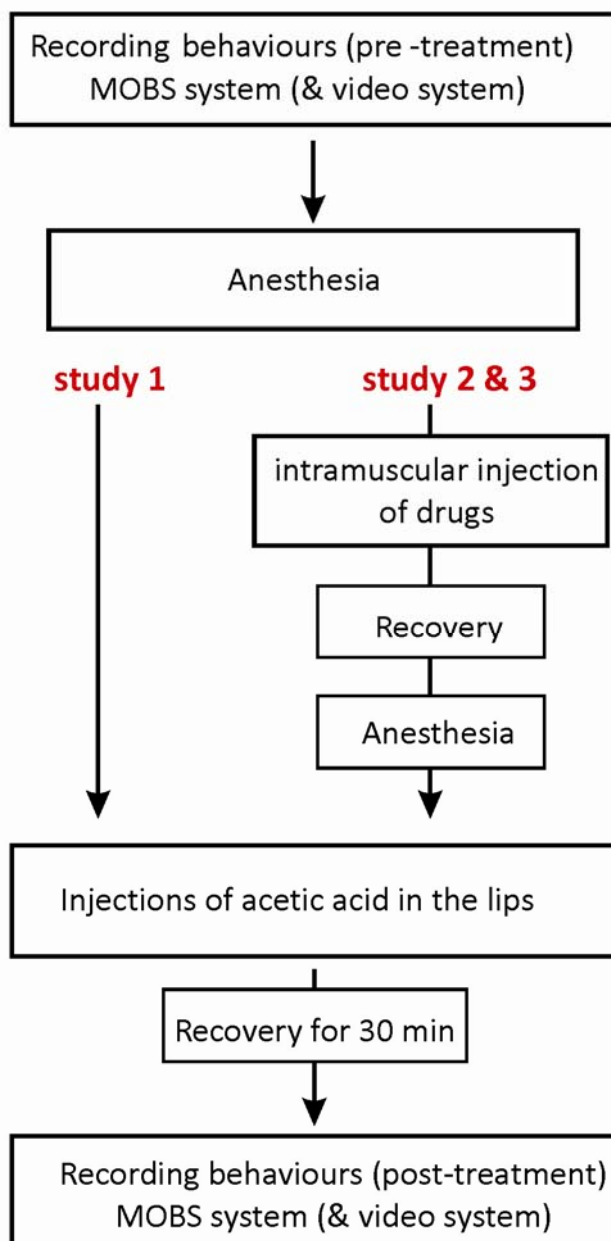 Recording behaviours (pre -treatment)
MOBS system (& video system)
Anesthesia
study 1
study 2 & 3
intramuscular injection
of drugs
Recovery
Anesthesia
Injections of acetic acid in the lips
Recovery for 30 min
Recording behaviours (post-treatment)
MOBS system (& video system)